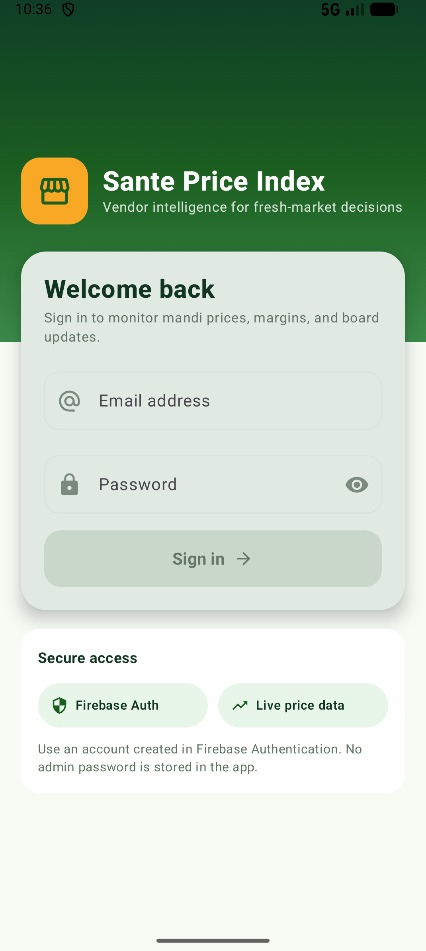 10:36
5G
Sante Price Index
Vendor intelligence for fresh-market decisions
Welcome back
Sign in to monitor mandi prices, margins, and board
updates.
Email address
Password
Sign in
Secure access
Firebase Auth
Live price data
Use an account created in Firebase Authentication. No
admin password is stored in the app.